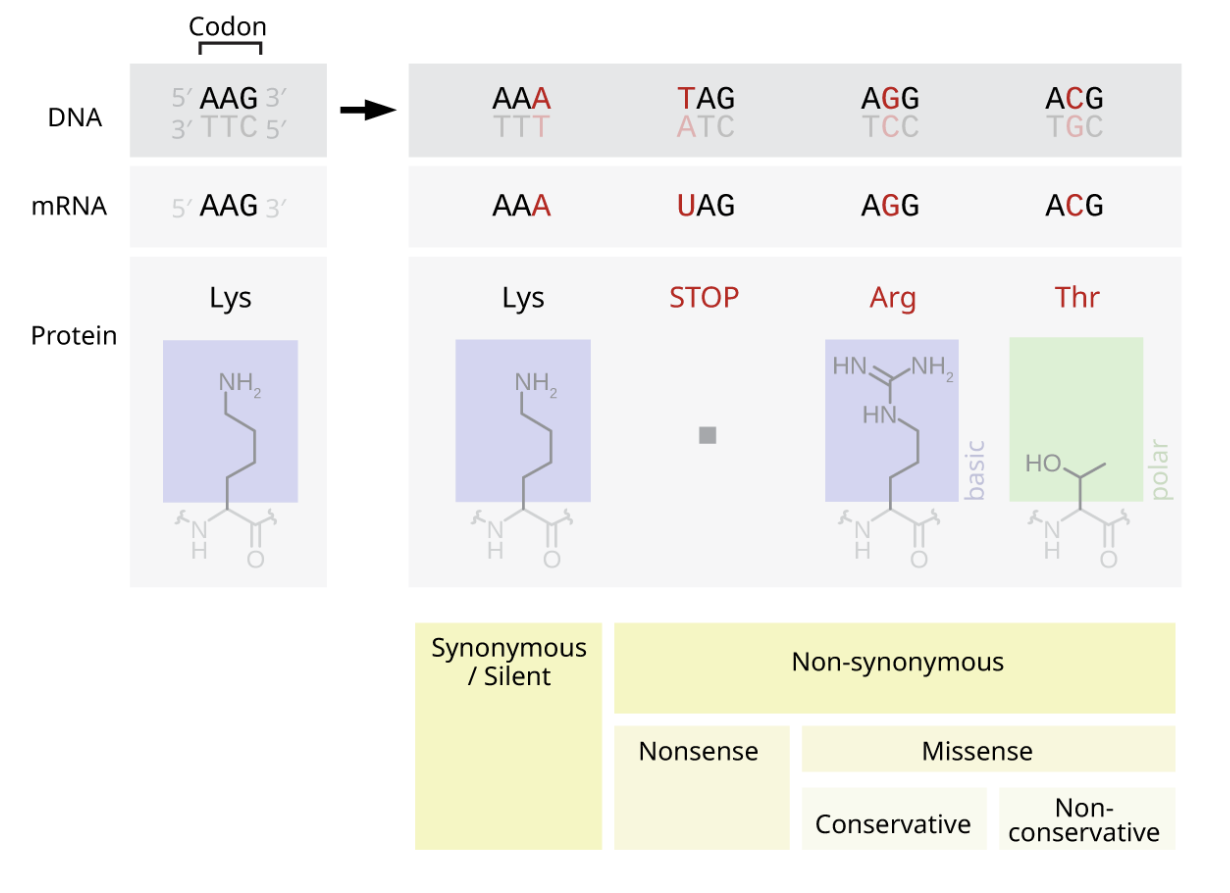 Codon
DNA
5′ AAG 3′
3′ TTC 5′
AAA
TTT
TAG
ATC
AGG
TCC
ACG
TGC
mRNA
5′ AAG 3′
AAA
UAG
AGG
ACG
Protein
Lys
NH2
N
H
O
Lys
NH2
N
H
O
STOP
Arg
HN
NH2
HN
basic
N
H
O
Thr
HO
polar
N
H
O
Synonymous
/ Silent
Non-synonymous
Nonsense
Missense
Conservative
Non-
conservative